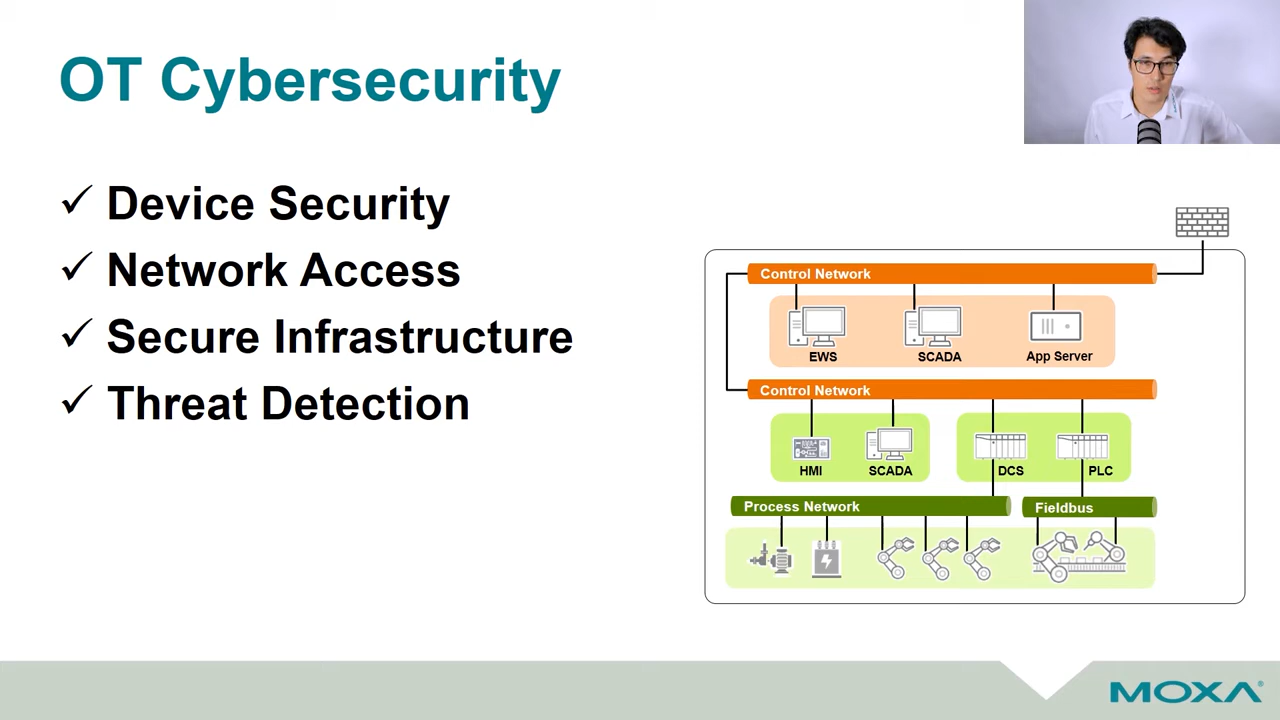 OT Cybersecurity
✓ Device Security
✓ Network Access
✓ Secure Infrastructure
✓ Threat Detection
Control Network
EWS
SCADA
App Server
Control Network
HMI
SCADA
DCS
PLC
Process Network
Fieldbus
MOXA®